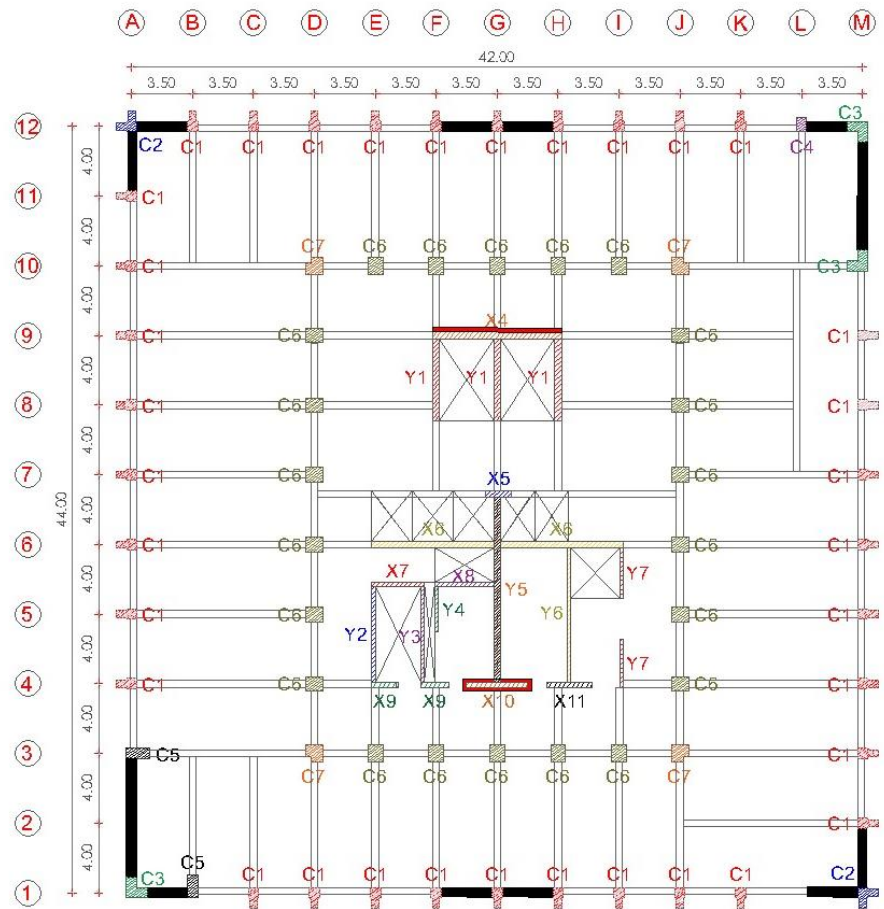 A B C D E F G H I J K L M
42.00
3.50 3.50 3.50 3.50 3.50 3.50 3.50 3.50 3.50 3.50 3.50 3.50
12
C3
C2 C1 C1 C1 C1 C1 C1 C1 C1 C1 C1 C4
4.00
11 C1
4.00
C7 C6 C6 C6 C6 C6 C7
10 C1 C3
4.00
X4
9 C1 C6 C6 C1
4.00
Y1 Y1 Y1
8 C1 C6 C6 C1
4.00
7 C1 C6 X5 C6 C1
44.00
4.00
X6 X6
6 C1 C6 C6 C1
4.00
X7 X8 Y7
Y5
5 C1 C6 Y4 Y6 C6 C1
Y2 Y3
4.00
Y7
4 C1 C6 C6 C1
X9 X9 X10 X11
4.00
3 C5 C1
C7 C6 C6 C6 C6 C6 C7
4.00
2 C1
4.00
C5
C3 C1 C1 C1 C1 C1 C1 C1 C1 C1 C2
1